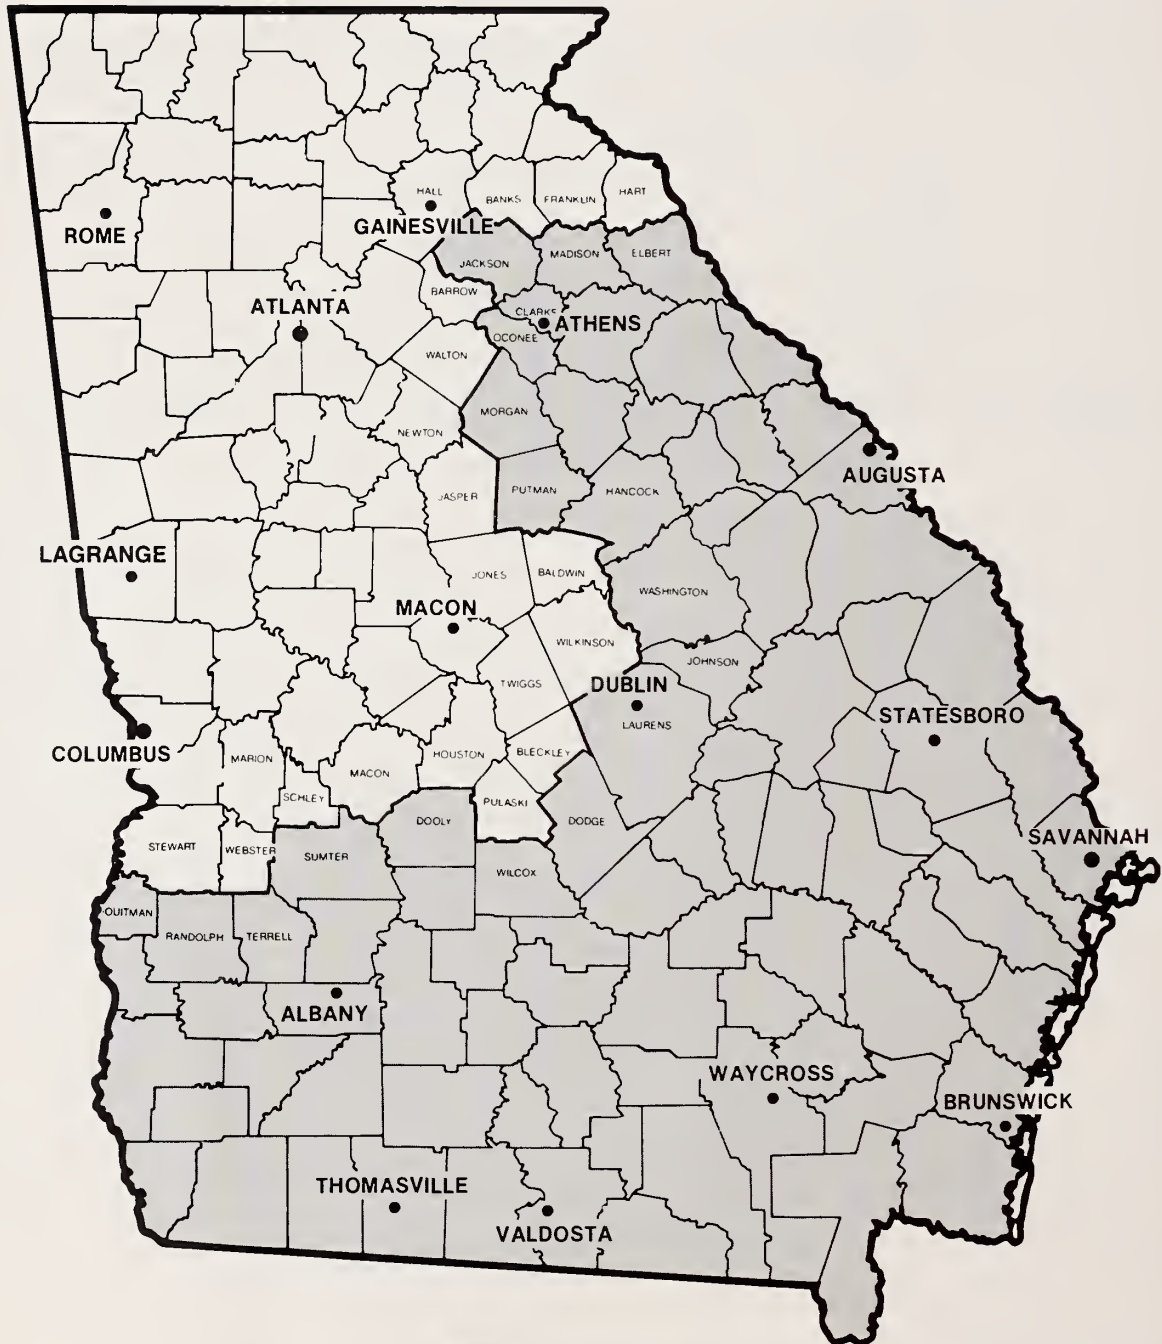 HALL
BANKS
FRANKLIN
HART
ROME
GAINESVILLE
JACKSON
MADISON
ELBERT
BARROW
ATLANTA
CLARKE
ATHENS
OCONEE
WALTON
MORGAN
NEWTON
AUGUSTA
JASPER
PUTMAN
HANCOCK
LAGRANGE
JONES
BALDWIN
WASHINGTON
MACON
WILKINSON
JOHNSON
TWIGGS
DUBLIN
LAURENS
STATESBORO
COLUMBUS
MARION
HOUSTON
BLECKLEY
MACON
SCHLEY
PULASKI
DOOLY
DODGE
STEWART
WEBSTER
SUMTER
SAVANNAH
WILCOX
QUITMAN
RANDOLPH
TERRELL
ALBANY
WAYCROSS
BRUNSWICK
THOMASVILLE
VALDOSTA